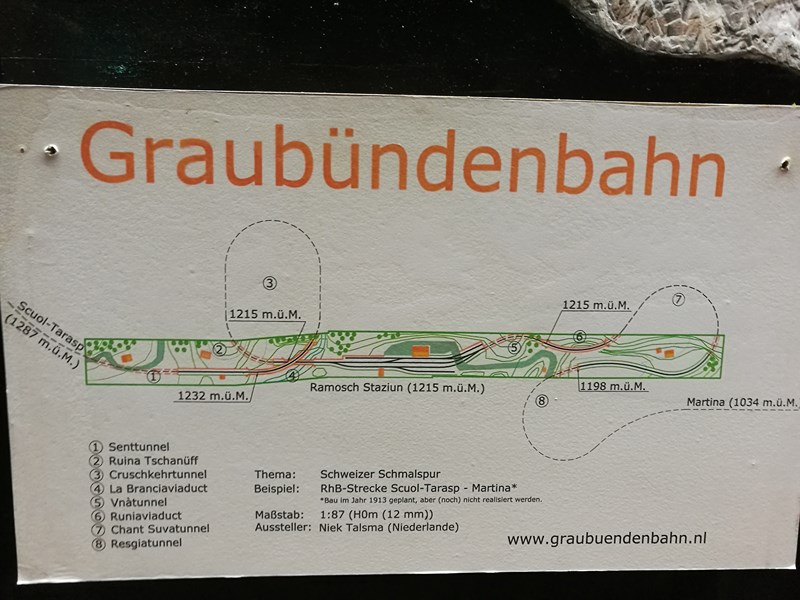 Graubündenbahn
③
1215 m.ü.M.
1215 m.ü.M.
⑦
Scuol-Tarasp
(1287 m.ü.M.)
②
⑥
⑤
①
④
Ramosch Staziun (1215 m.ü.M.)
1232 m.ü.M.
1198 m.ü.M.
⑧
Martina (1034 m.ü.M.
① Senttunnel
② Ruina Tschanüff
③ Cruschkehrtunnel
④ La Branciaviaduct
⑤ Vnàtunnel
⑥ Runiaviaduct
⑦ Chant Suvatunnel
⑧ Resgiatunnel
Thema: Schweizer Schmalspur
Beispiel: RhB-Strecke Scuol-Tarasp - Martina*
*Bau im Jahr 1913 geplant, aber (noch) nicht realisiert werden.
Maßstab: 1:87 (H0m (12 mm))
Aussteller: Niek Talsma (Niederlande)
www.graubuendenbahn.nl